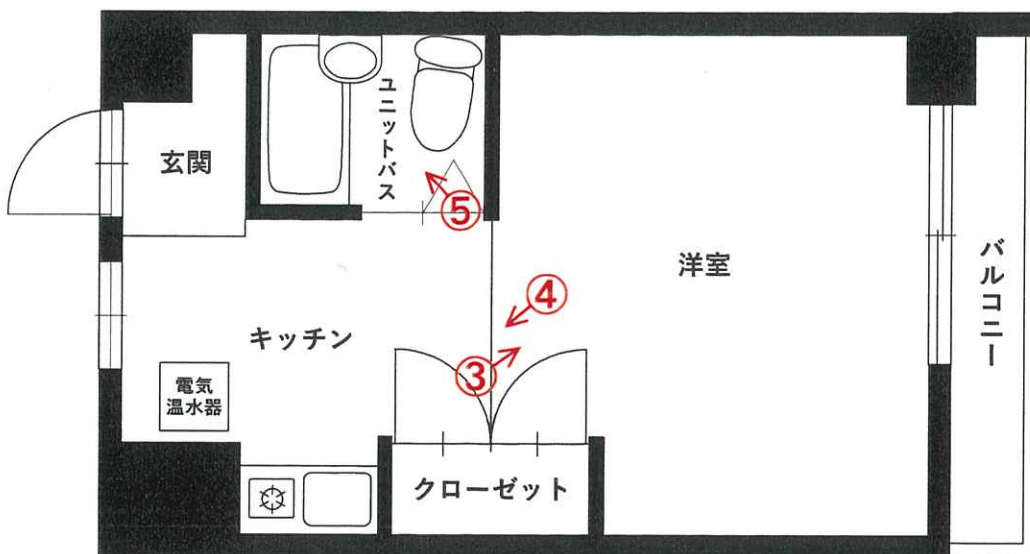 玄関
ユニットバス
⑤
洋室
バルコニー
④
キッチン
③
電気
温水器
クローゼット